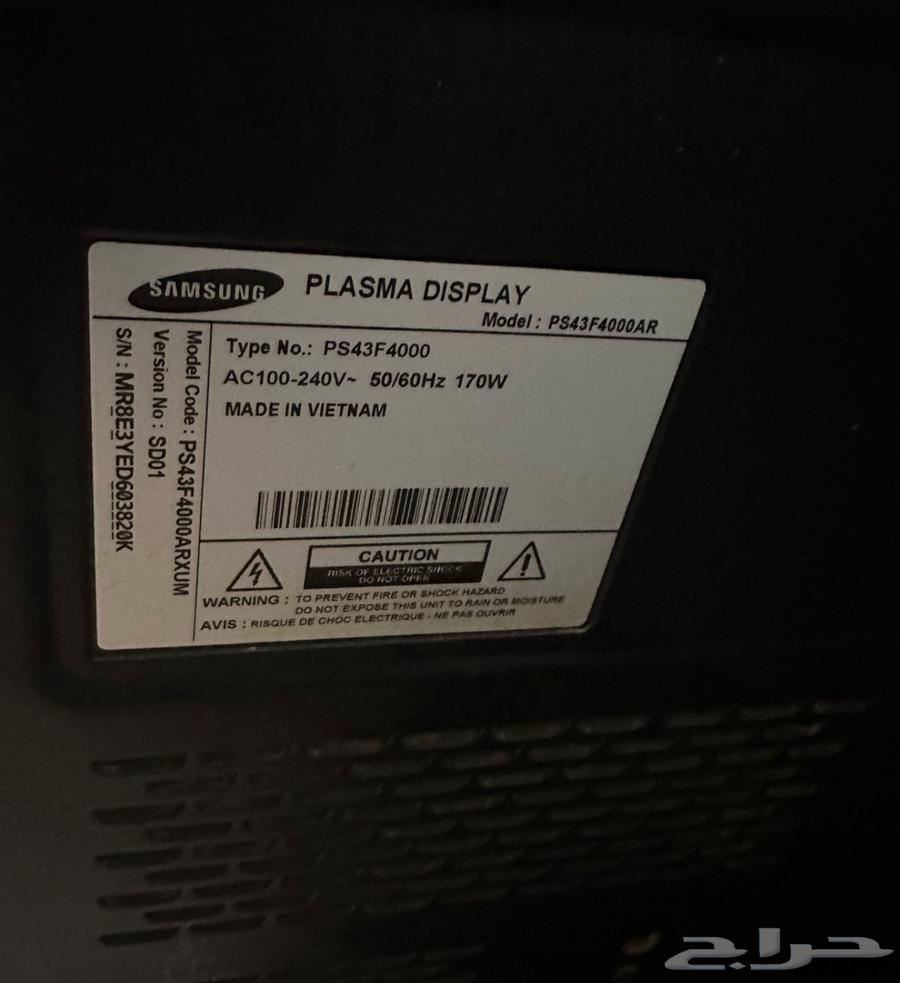 SAMSUNG PLASMA DISPLAY
Model : PS43F4000AR
Type No.: PS43F4000
AC100-240V~ 50/60Hz 170W
MADE IN VIETNAM
Model Code : PS43F4000ARXUM
Version No : SD01
S/N : MR8E3YED603820K
CAUTION
RISK OF ELECTRIC SHOCK
DO NOT OPEN
WARNING : TO PREVENT FIRE OR SHOCK HAZARD
DO NOT EXPOSE THIS UNIT TO RAIN OR MOISTURE
AVIS : RISQUE DE CHOC ELECTRIQUE - NE PAS OUVRIR
حراج